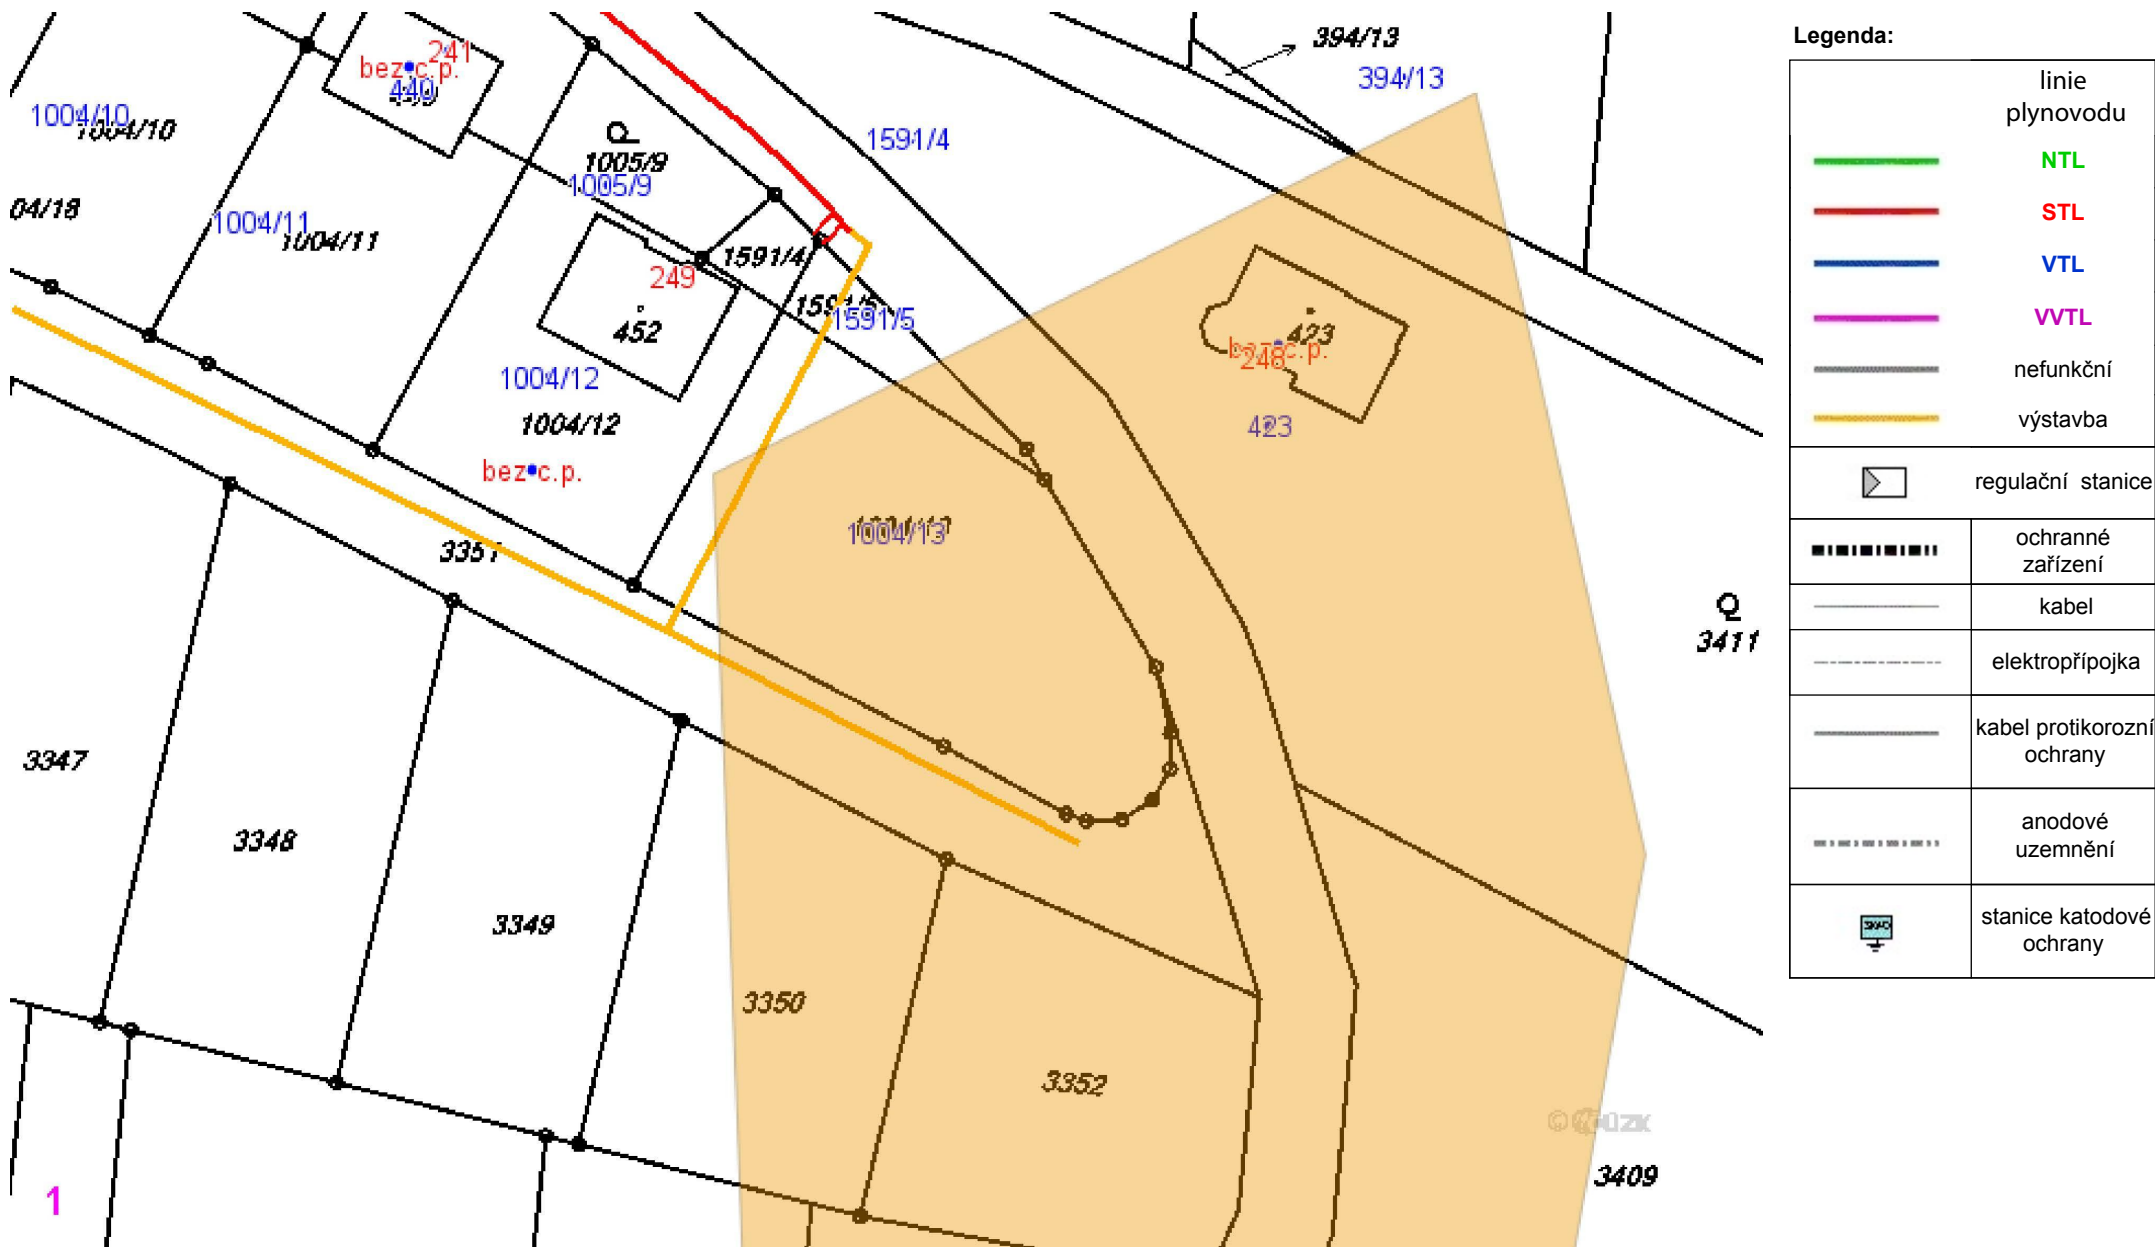 394/13
394/13
241
bez c.p.
440
1004/10
1004/10
1591/4
1005/9
1005/9
04/18
1004/11
1004/11
1591/4
249
1591/5
1591/5
452
423
bez c.p.
248
1004/12
1004/12
423
bez c.p.
1004/13
3351
3411
3347
3348
3349
3350
3352
3409
1
Legenda:
linie
plynovodu
NTL
STL
VTL
VVTL
nefunkční
výstavba
regulační stanice
ochranné
zařízení
kabel
elektropřípojka
kabel protikorozní
ochrany
anodové
uzemnění
stanice katodové
ochrany